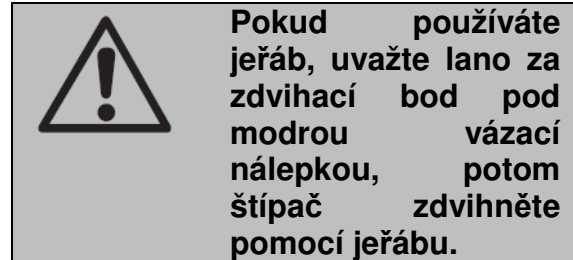 Pokud používáte
jeřáb, uvažte lano za
zdvihací bod pod
modrou vázací
nálepkou, potom
štípač zdvihněte
pomocí jeřábu.